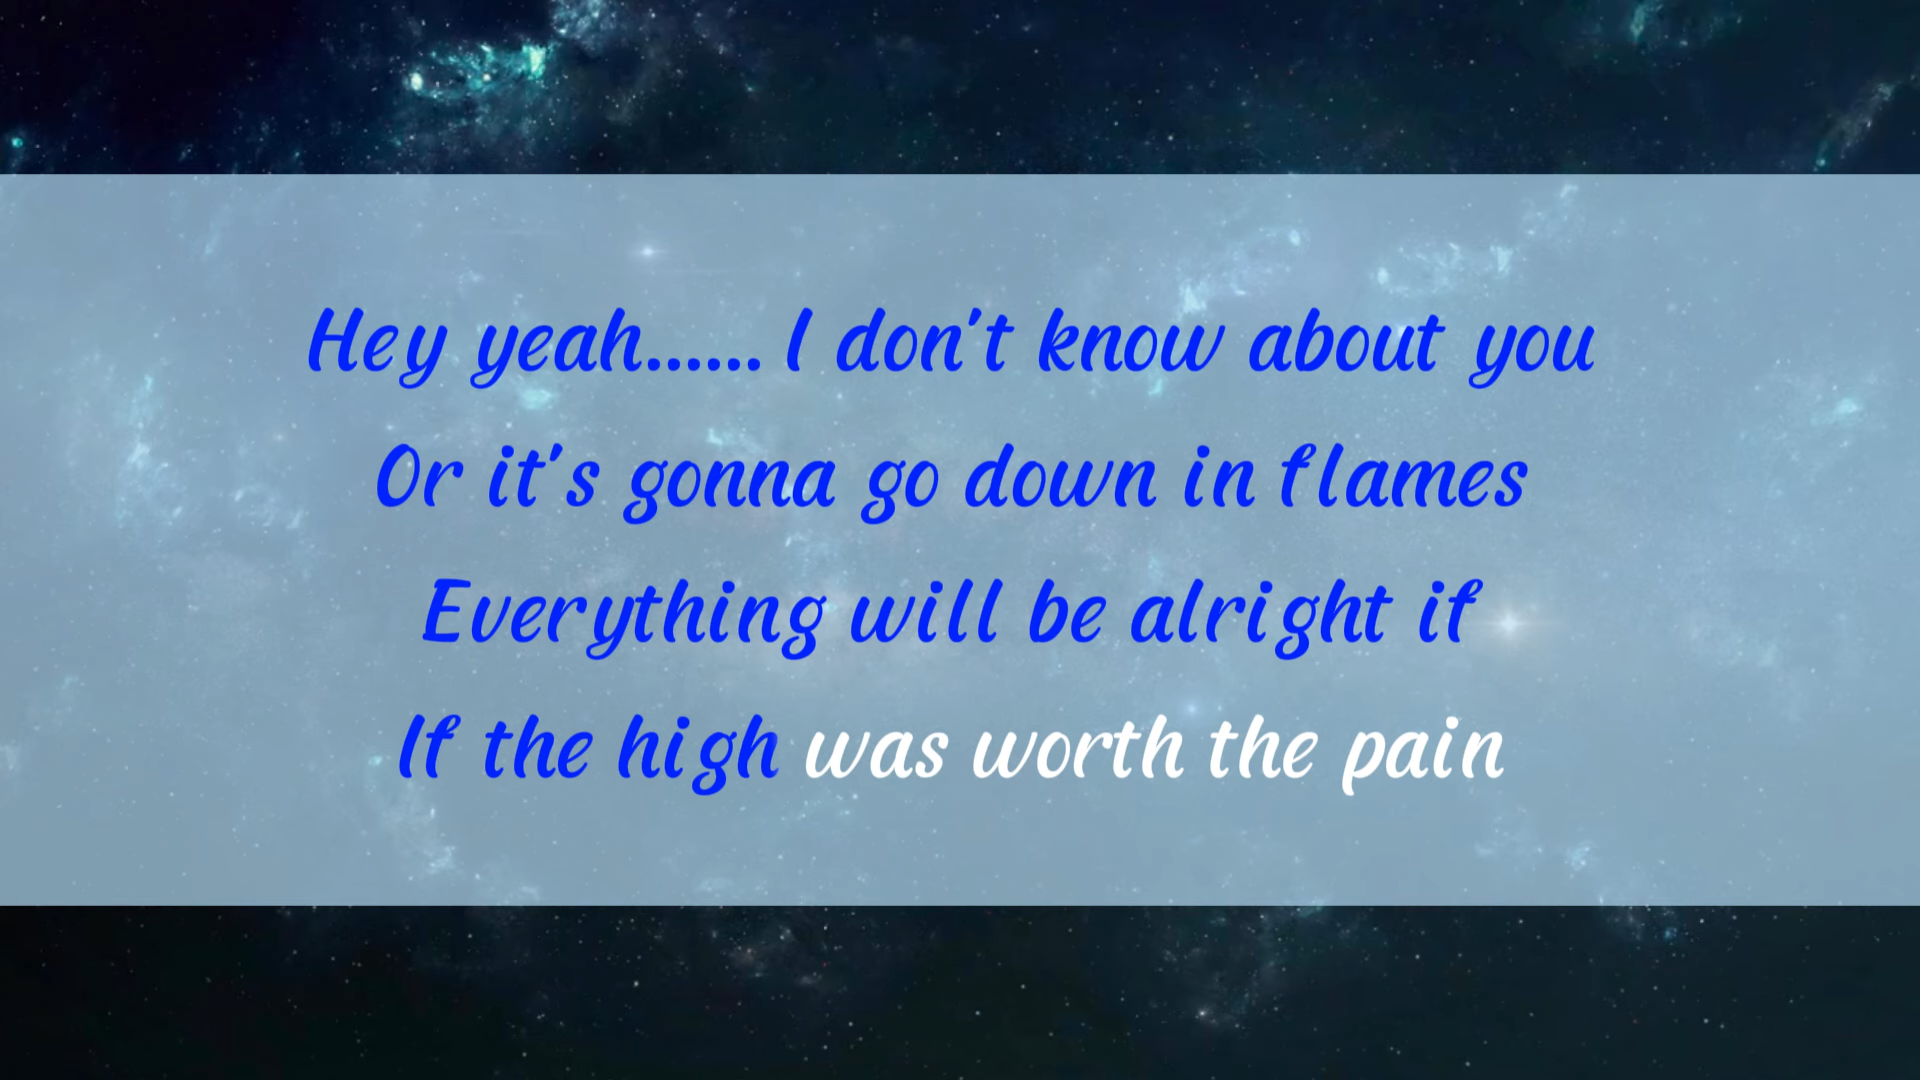 Hey yeah...... I don't know about you
Or it's gonna go down in flames
Everything will be alright if
If the high was worth the pain